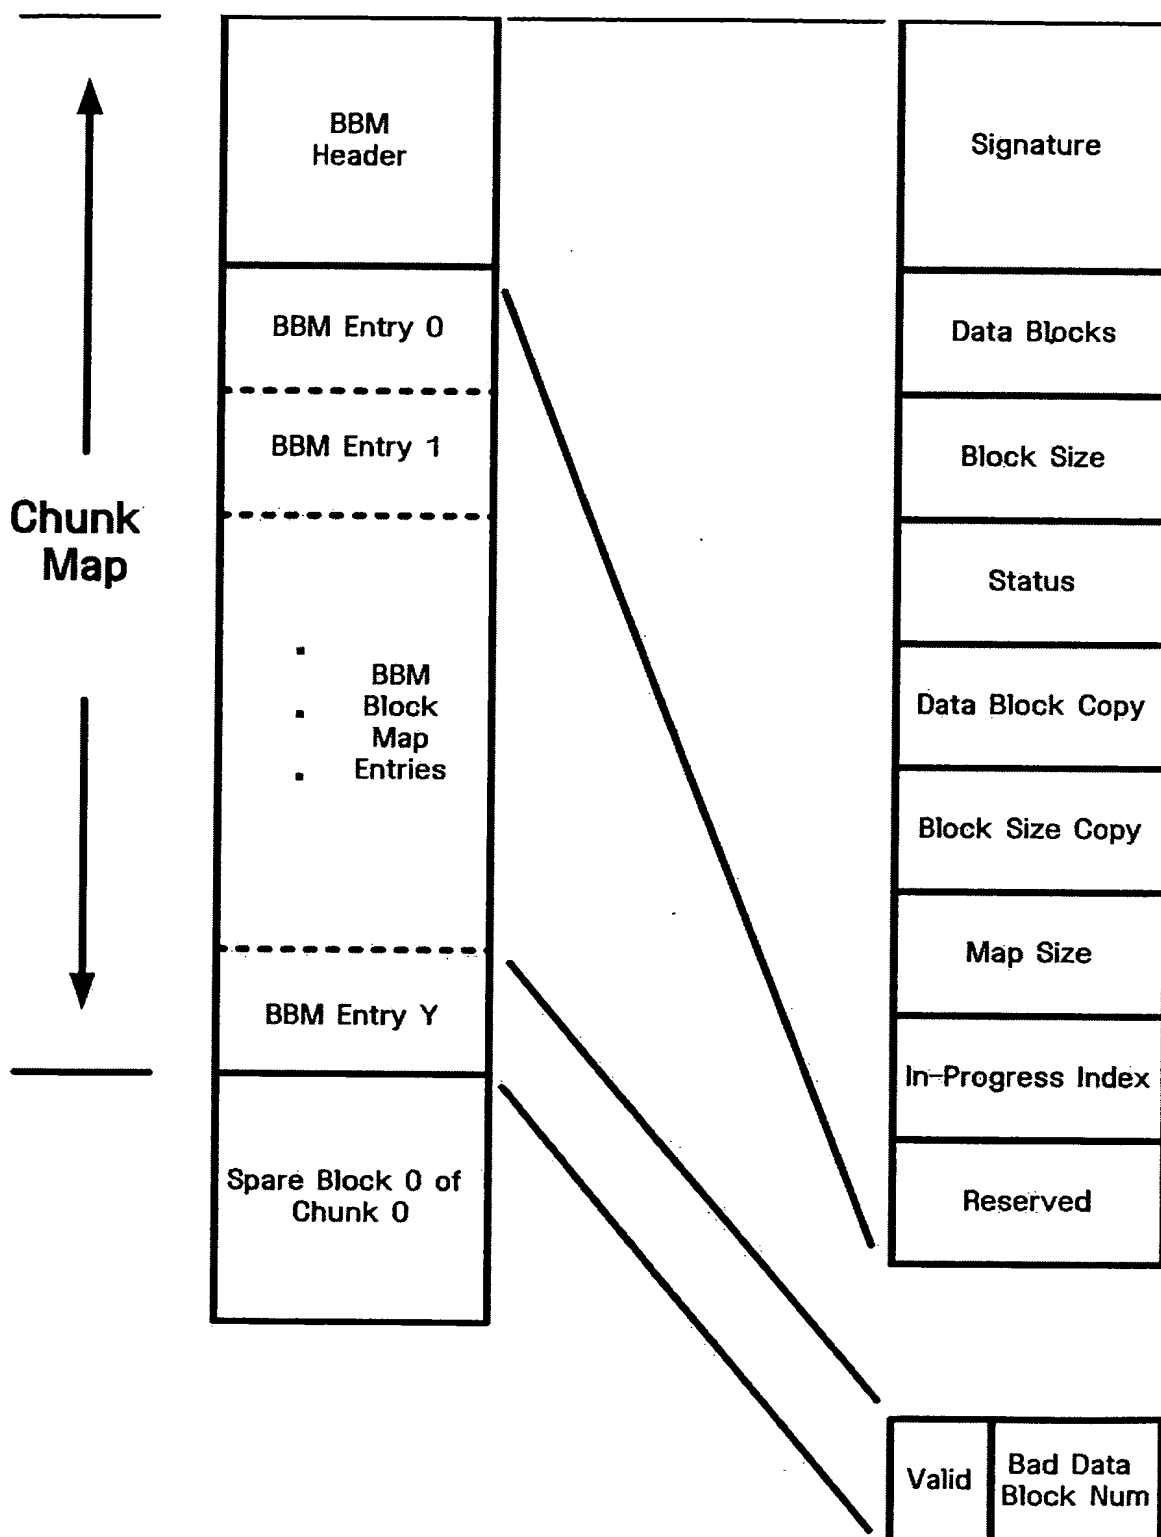 Chunk
Map
BBM
Header
BBM Entry 0
BBM Entry 1
BBM
Block
Map
Entries
BBM Entry Y
Spare Block 0 of
Chunk 0
Signature
Data Blocks
Block Size
Status
Data Block Copy
Block Size Copy
Map Size
In-Progress Index
Reserved
Valid
Bad Data
Block Num